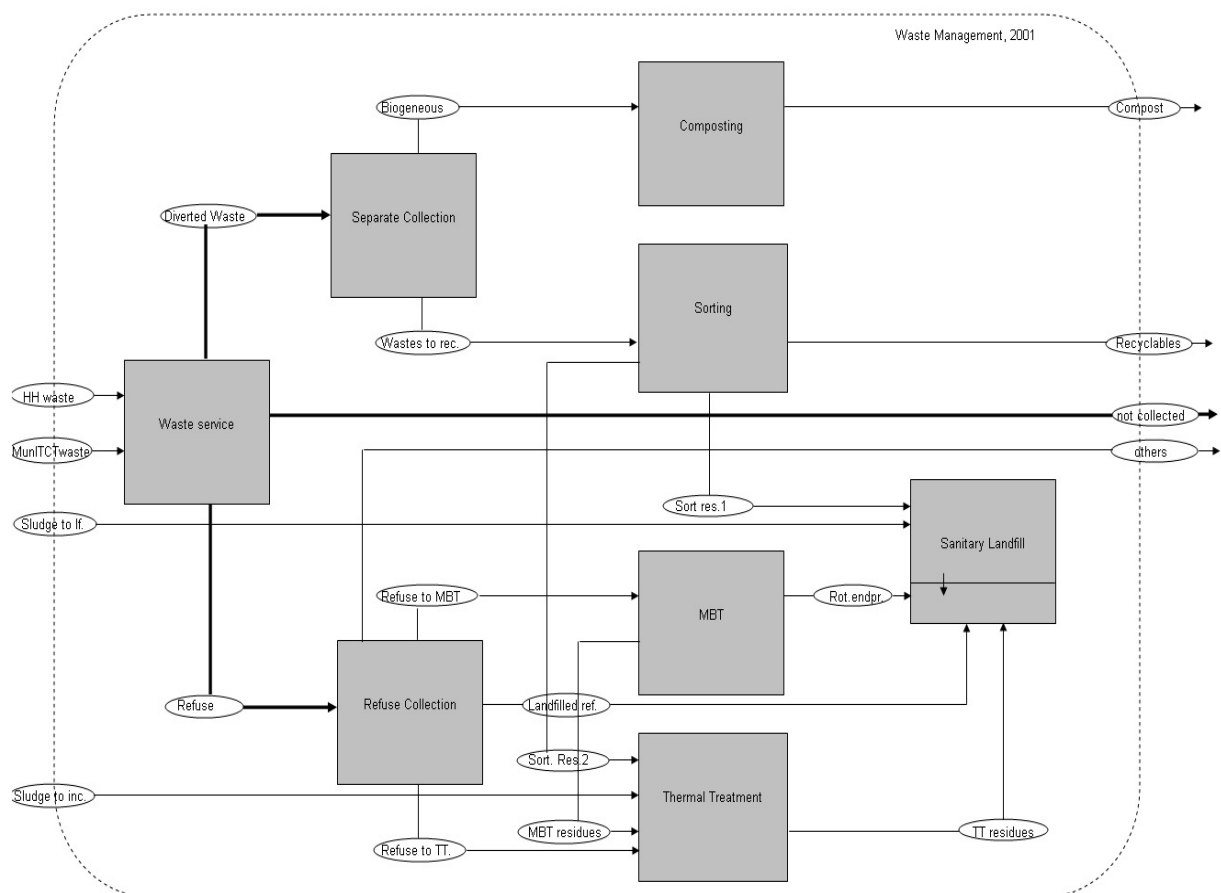 Waste Management, 2001
Biogeneous
Composting
Compost
Diverted Waste
Separate Collection
Sorting
Wastes to rec.
Recyclables
HH waste
Waste service
not collected
MunITCTwaste
others
Sort res.1
Sludge to lf.
Sanitary Landfill
Refuse to MBT
MBT
Rot.endpr.
Refuse
Refuse Collection
Landfilled ref.
Sort. Res.2
Sludge to inc.
Thermal Treatment
MBT residues
TT residues
Refuse to TT.